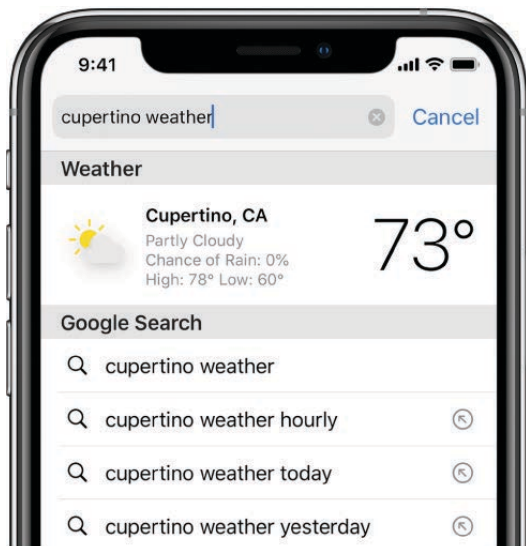 9:41
cupertino weather
Cancel
Weather
Cupertino, CA
Partly Cloudy
Chance of Rain: 0%
High: 78° Low: 60°
73°
Google Search
cupertino weather
cupertino weather hourly
cupertino weather today
cupertino weather yesterday